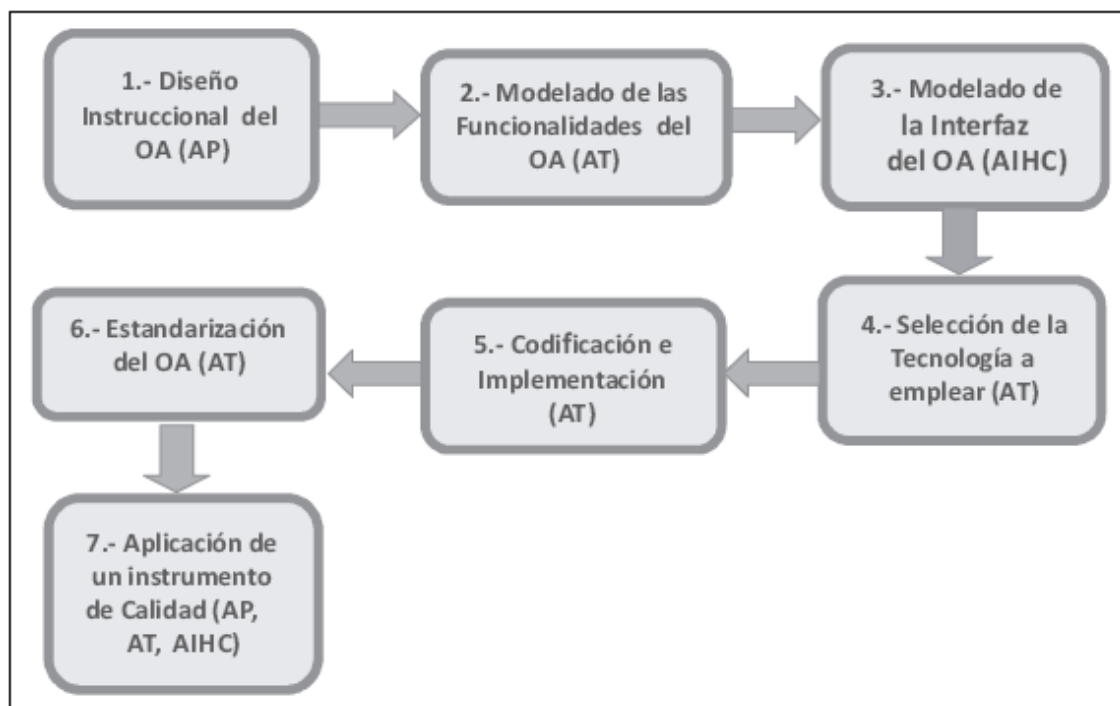 1.- Diseño
Instruccional del
OA (AP)
2.- Modelado de las
Funcionalidades del
OA (AT)
3.- Modelado de
la Interfaz
del OA (AIHC)
4.- Selección de la
Tecnología a
emplear (AT)
5.- Codificación e
Implementación
(AT)
6.- Estandarización
del OA (AT)
7.- Aplicación de
un instrumento
de Calidad (AP,
AT, AIHC)